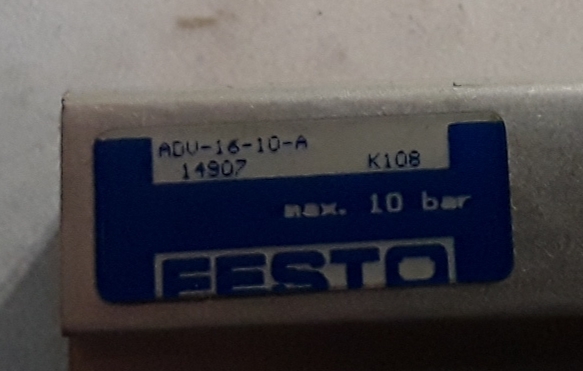 ADV-16-10-A
14907 K108
max. 10 bar
FESTO